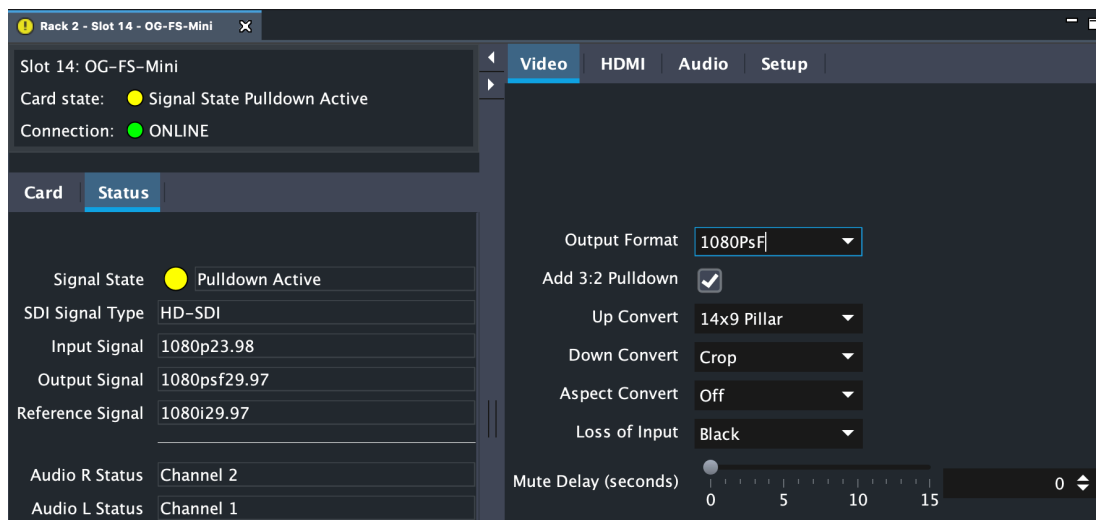 Rack 2 - Slot 14 - OG-FS-Mini
Slot 14: OG-FS-Mini
Card state: Signal State Pulldown Active
Connection: ONLINE
Card Status
Signal State Pulldown Active
SDI Signal Type HD-SDI
Input Signal 1080p23.98
Output Signal 1080psf29.97
Reference Signal 1080i29.97
Audio R Status Channel 2
Audio L Status Channel 1
Video HDMI Audio Setup
Output Format 1080PsF
Add 3:2 Pulldown
Up Convert 14x9 Pillar
Down Convert Crop
Aspect Convert Off
Loss of Input Black
Mute Delay (seconds) 0
0 5 10 15